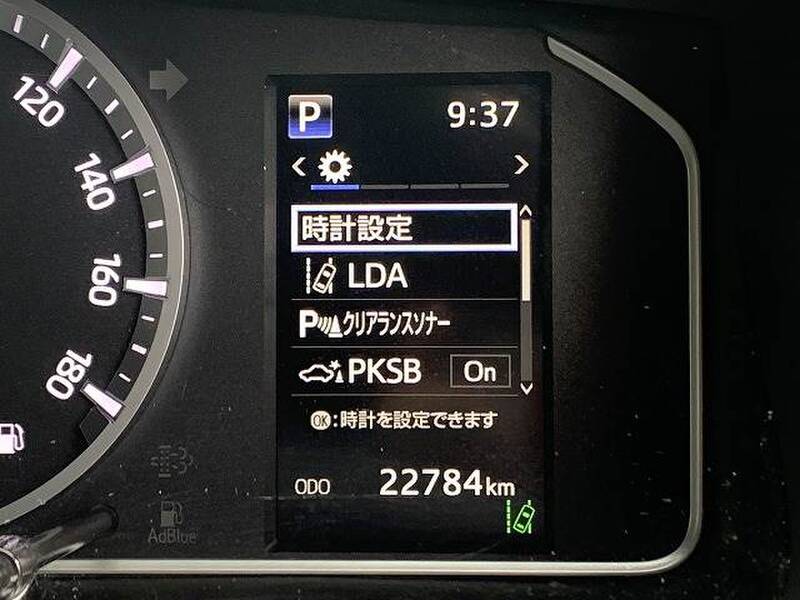 120
140
160
180
P
9:37
時計設定
LDA
P クリアランスソナー
PKSB On
OK:時計を設定できます
ODO 22784km
AdBlue